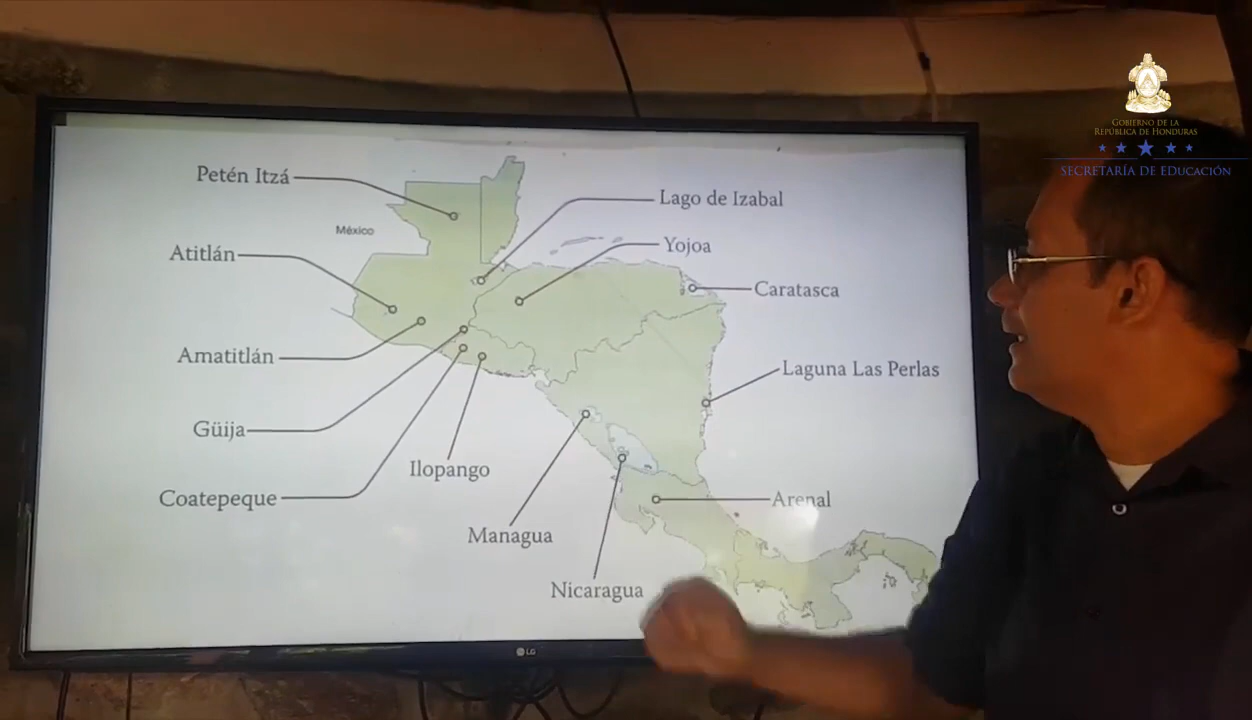 GOBIERNO DE LA
REPÚBLICA DE HONDURAS
SECRETARÍA DE EDUCACIÓN
Petén Itzá
Lago de Izabal
México
Yojoa
Atitlán
Caratasca
Amatitlán
Laguna Las Perlas
Güija
Ilopango
Coatepeque
Arenal
Managua
Nicaragua
LG